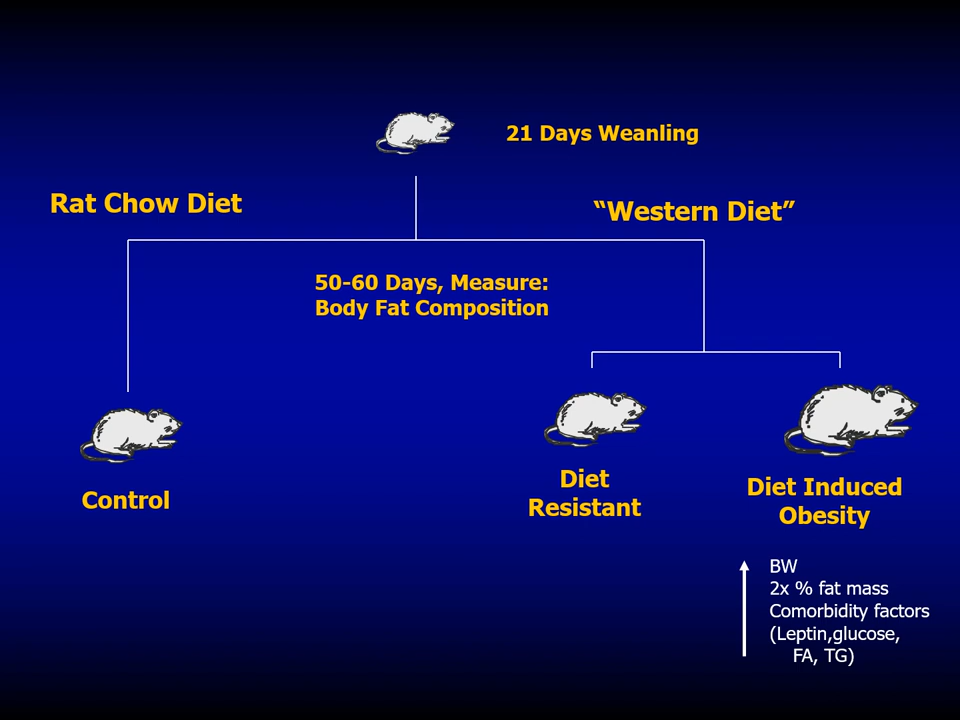 21 Days Weanling
Rat Chow Diet
“Western Diet”
50-60 Days, Measure:
Body Fat Composition
Control
Diet
Resistant
Diet Induced
Obesity
BW
2x % fat mass
Comorbidity factors
(Leptin,glucose,
FA, TG)